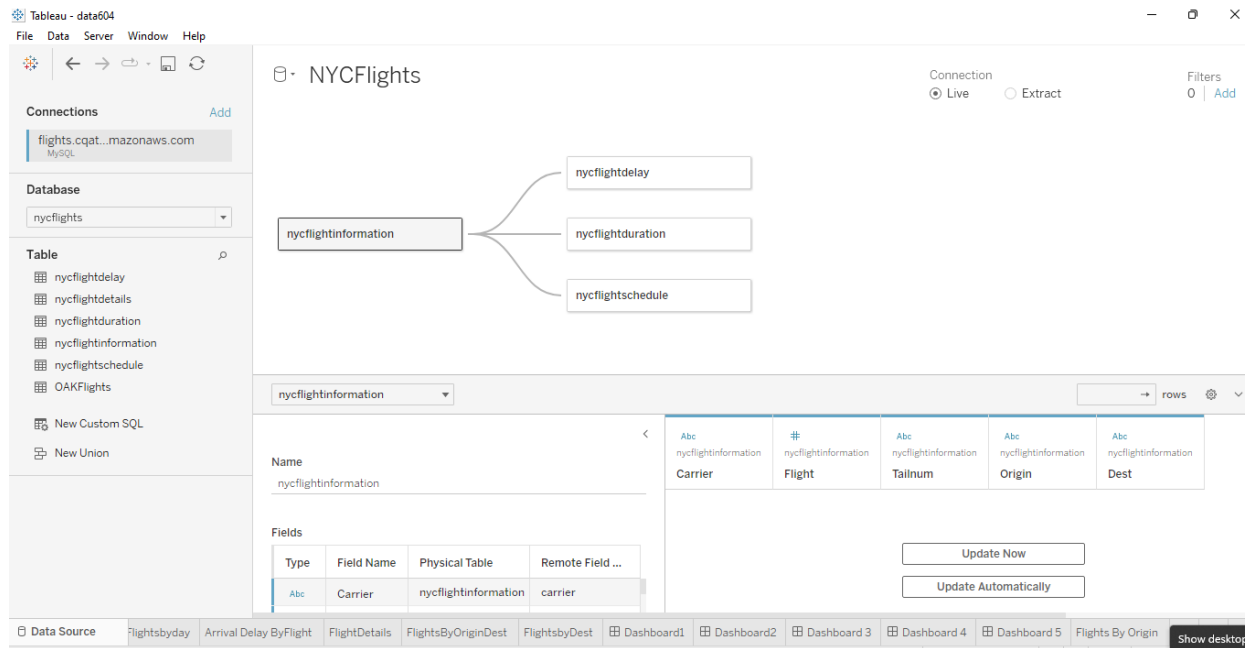 Tableau - data604
File Data Server Window Help
NYCFlights
Connection
Live Extract
Filters
0 Add
Connections Add
flights.cqat...mazonaws.com
MySQL
Database
nycflights
Table
nycflightdelay
nycflightdetails
nycflightduration
nycflightinformation
nycflightschedule
OAKFlights
New Custom SQL
New Union
nycflightinformation
nycflightdelay
nycflightduration
nycflightschedule
nycflightinformation
rows
Name
nycflightinformation
Fields
Type Field Name Physical Table Remote Field ...
Abc Carrier nycflightinformation carrier
Abc # Abc Abc Abc
nycflightinformation nycflightinformation nycflightinformation nycflightinformation nycflightinformation
Carrier Flight Tailnum Origin Dest
Update Now
Update Automatically
Data Source Flightsbyday Arrival Delay ByFlight FlightDetails FlightsByOriginDest FlightsbyDest Dashboard1 Dashboard2 Dashboard 3 Dashboard 4 Dashboard 5 Flights By Origin
Show desktop